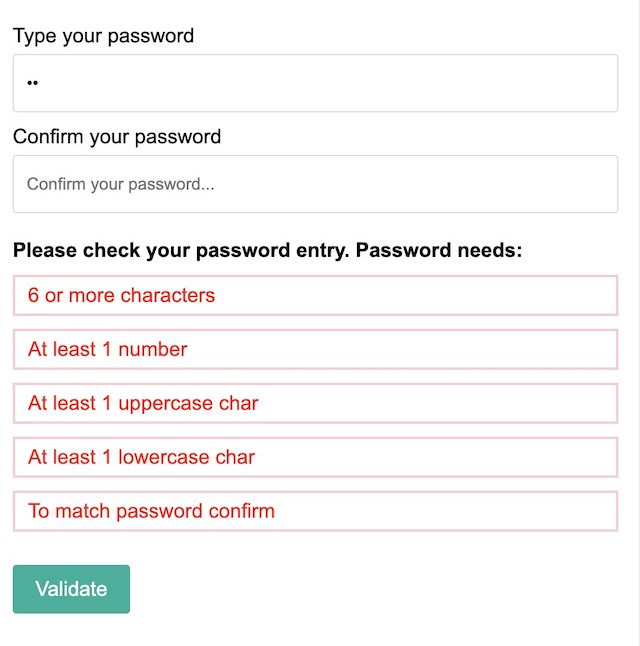 Type your password
••
Confirm your password
Confirm your password...
Please check your password entry. Password needs:
6 or more characters
At least 1 number
At least 1 uppercase char
At least 1 lowercase char
To match password confirm
Validate